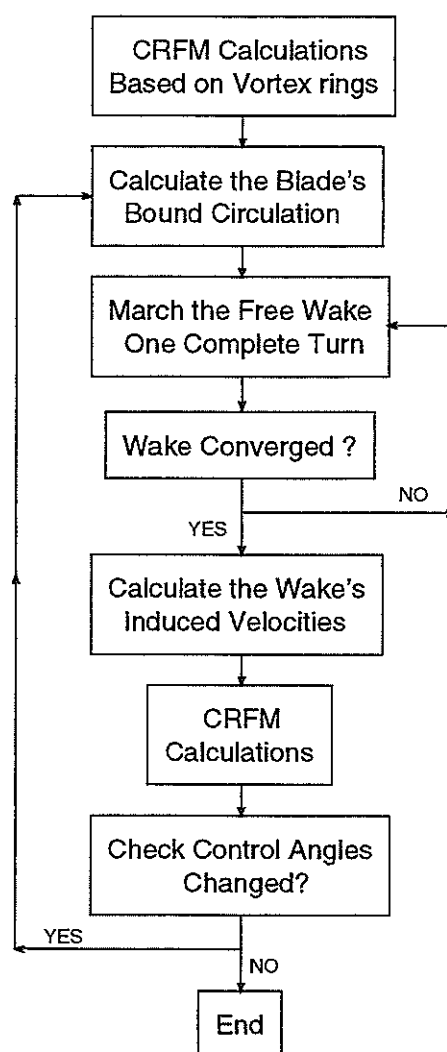 CRFM Calculations
Based on Vortex rings
Calculate the Blade's
Bound Circulation
March the Free Wake
One Complete Turn
Wake Converged ?
NO
YES
Calculate the Wake's
Induced Velocities
CRFM
Calculations
Check Control Angles
Changed?
YES
NO
End